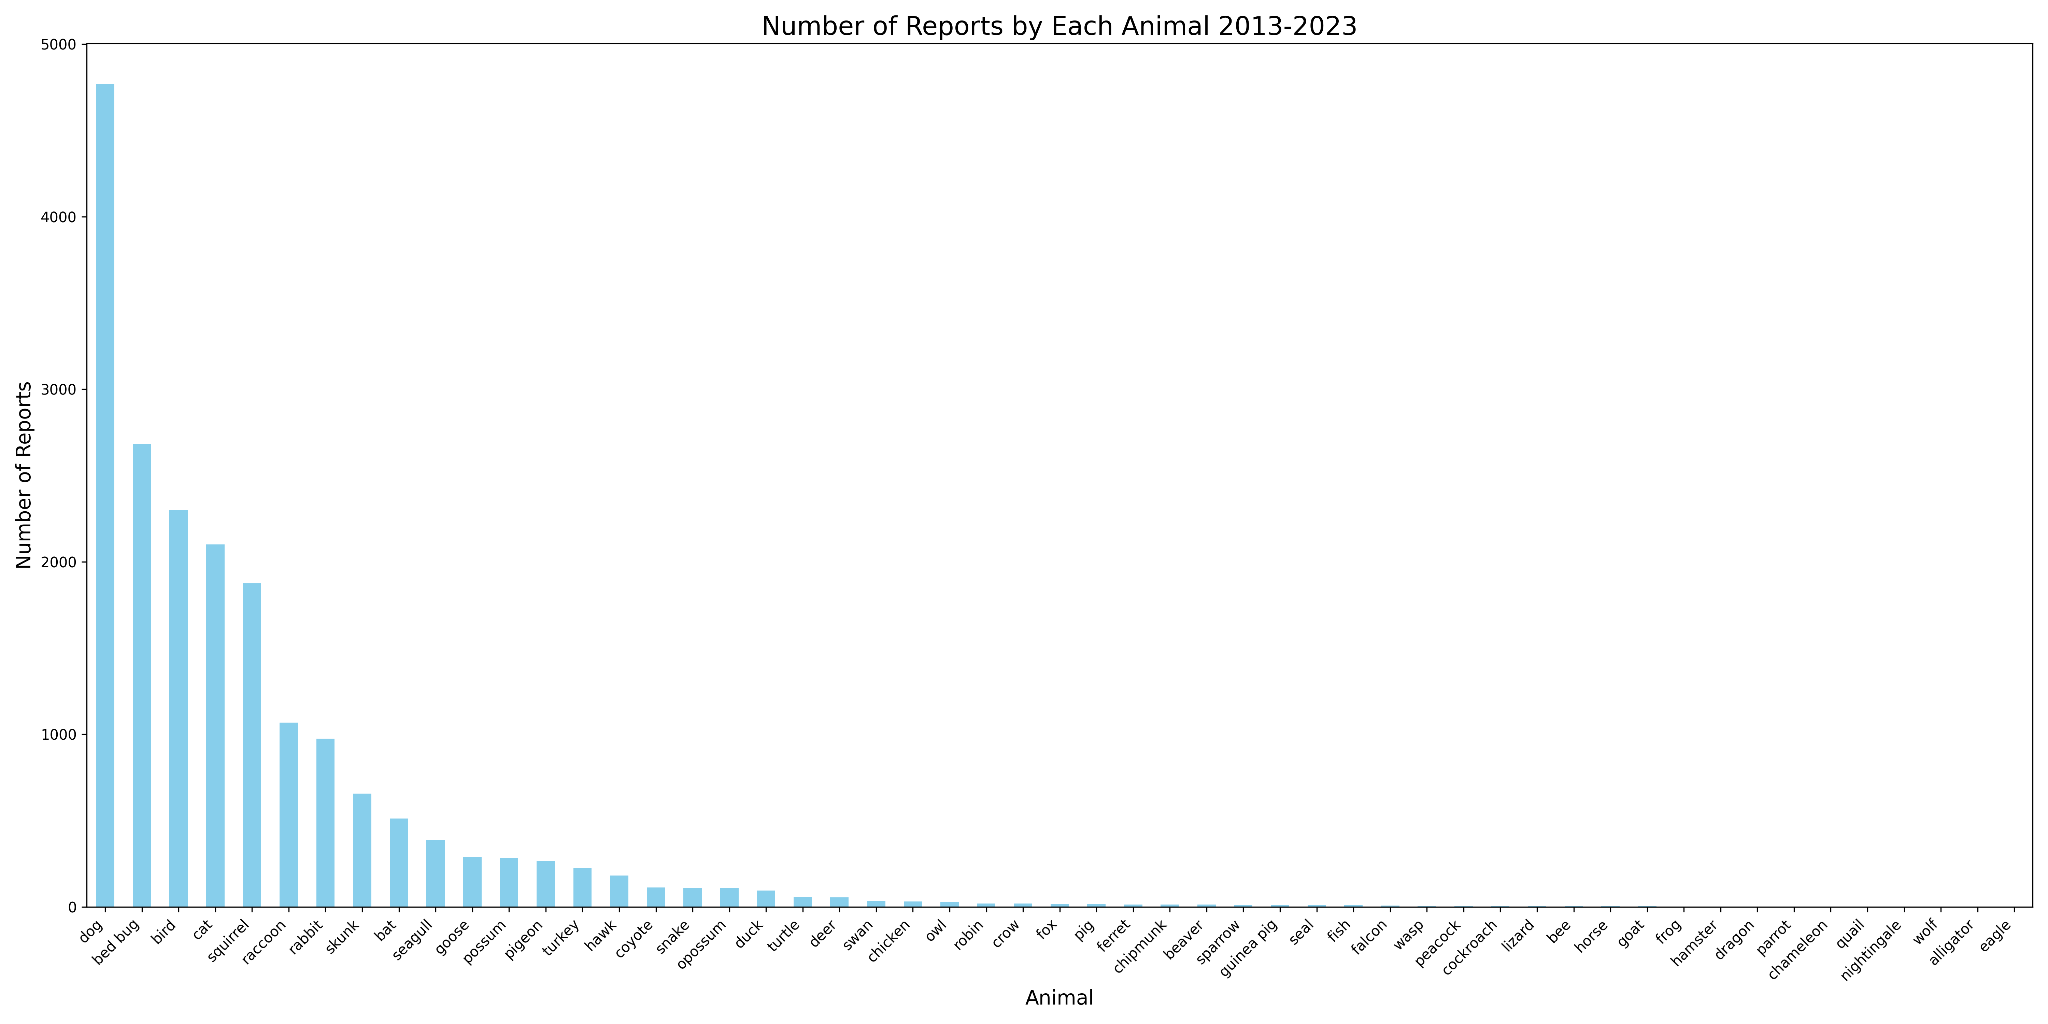 Number of Reports by Each Animal 2013-2023
Number of Reports
5000
4000
3000
2000
1000
0
dog
bed bug
bird
cat
squirrel
raccoon
rabbit
skunk
bat
seagull
goose
possum
pigeon
turkey
hawk
coyote
snake
opossum
duck
turtle
deer
swan
chicken
owl
robin
crow
fox
pig
ferret
chipmunk
beaver
sparrow
guinea pig
seal
fish
falcon
wasp
peacock
cockroach
lizard
bee
horse
goat
frog
hamster
dragon
parrot
chameleon
quail
nightingale
wolf
alligator
eagle
Animal